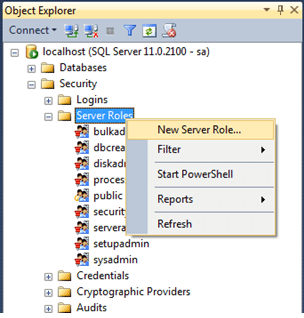 Object Explorer
Connect
localhost (SQL Server 11.0.2100 - sa)
Databases
Security
Logins
Server Roles
bulkad
dbcrea
diskad
proces
public
securit
servera
setupadmin
sysadmin
Credentials
Cryptographic Providers
Audits
New Server Role...
Filter
Start PowerShell
Reports
Refresh